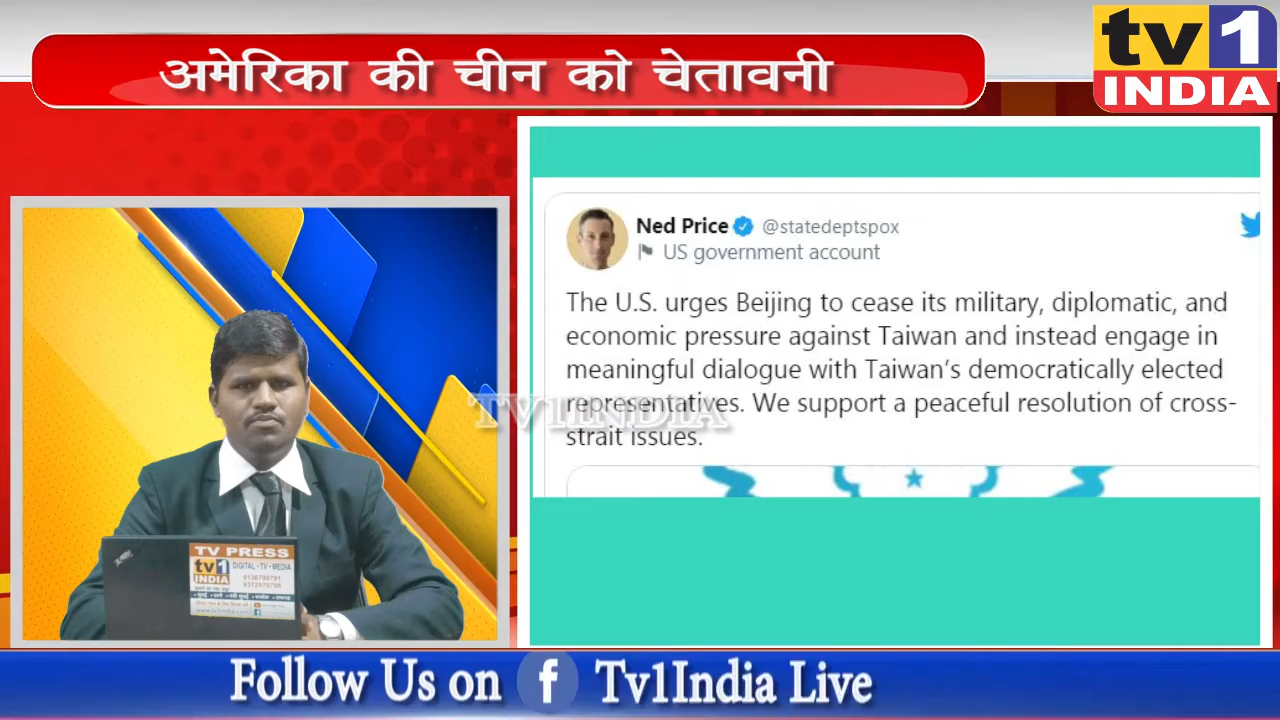 अमेरिका की चीन को चेतावनी
tv1
INDIA
Ned Price @statedeptspox
US government account
The U.S. urges Beijing to cease its military, diplomatic, and
economic pressure against Taiwan and instead engage in
meaningful dialogue with Taiwan's democratically elected
representatives. We support a peaceful resolution of cross-
strait issues.
TV1INDIA
TV PRESS
tv1
INDIA
DIGITAL • TV • MEDIA
Follow Us on f Tv1India Live